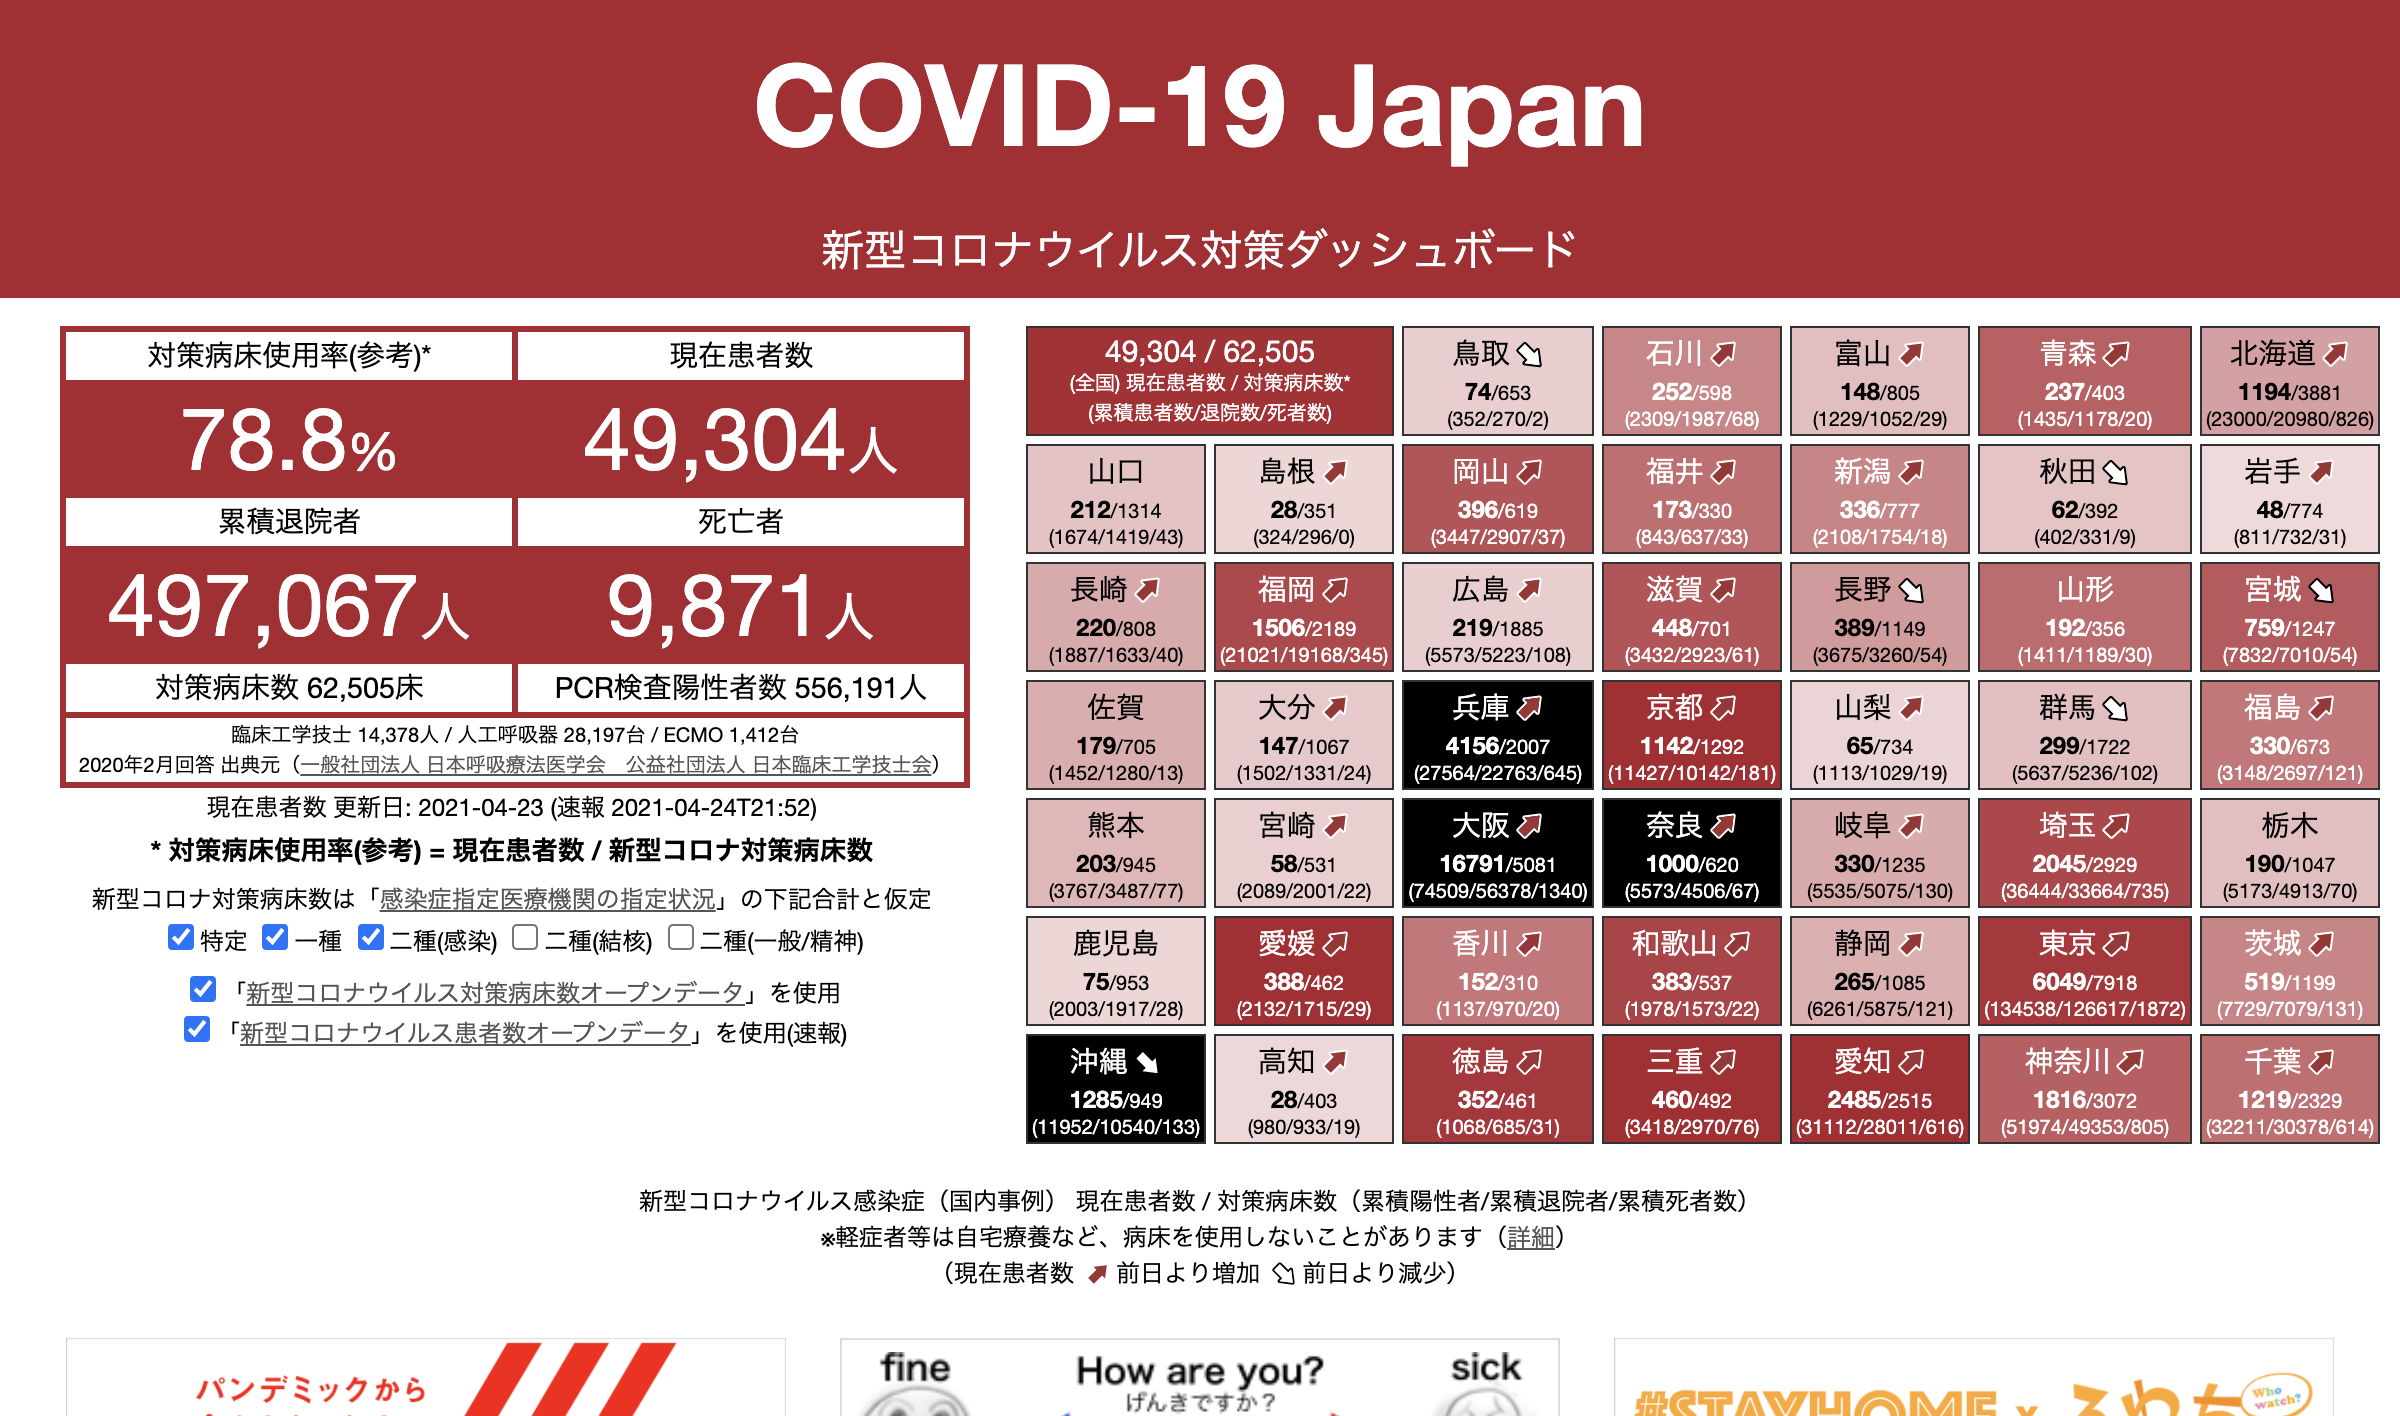 COVID-19 Japan
新型コロナウイルス対策ダッシュボード
対策病床使用率(参考)*
現在患者数
78.8%
49,304人
累積退院者
死亡者
497,067人
9,871人
対策病床数 62,505床
PCR検査陽性者数 556,191人
臨床工学技士 14,378人 / 人工呼吸器 28,197台 / ECMO 1,412台
2020年2月回答 出典元（一般社団法人 日本呼吸療法医学会　公益社団法人 日本臨床工学技士会）
現在患者数 更新日: 2021-04-23 (速報 2021-04-24T21:52)
* 対策病床使用率(参考) = 現在患者数 / 新型コロナ対策病床数
新型コロナ対策病床数は「感染症指定医療機関の指定状況」の下記合計と仮定
特定 一種 二種(感染) 二種(結核) 二種(一般/精神)
「新型コロナウイルス対策病床数オープンデータ」を使用
「新型コロナウイルス患者数オープンデータ」を使用(速報)
49,304 / 62,505
(全国) 現在患者数 / 対策病床数*
(累積患者数/退院数/死者数)
鳥取
74/653
(352/270/2)
石川
252/598
(2309/1987/68)
富山
148/805
(1229/1052/29)
青森
237/403
(1435/1178/20)
北海道
1194/3881
(23000/20980/826)
山口
212/1314
(1674/1419/43)
島根
28/351
(324/296/0)
岡山
396/619
(3447/2907/37)
福井
173/330
(843/637/33)
新潟
336/777
(2108/1754/18)
秋田
62/392
(402/331/9)
岩手
48/774
(811/732/31)
長崎
220/808
(1887/1633/40)
福岡
1506/2189
(21021/19168/345)
広島
219/1885
(5573/5223/108)
滋賀
448/701
(3432/2923/61)
長野
389/1149
(3675/3260/54)
山形
192/356
(1411/1189/30)
宮城
759/1247
(7832/7010/54)
佐賀
179/705
(1452/1280/13)
大分
147/1067
(1502/1331/24)
兵庫
4156/2007
(27564/22763/645)
京都
1142/1292
(11427/10142/181)
山梨
65/734
(1113/1029/19)
群馬
299/1722
(5637/5236/102)
福島
330/673
(3148/2697/121)
熊本
203/945
(3767/3487/77)
宮崎
58/531
(2089/2001/22)
大阪
16791/5081
(74509/56378/1340)
奈良
1000/620
(5573/4506/67)
岐阜
330/1235
(5535/5075/130)
埼玉
2045/2929
(36444/33664/735)
栃木
190/1047
(5173/4913/70)
鹿児島
75/953
(2003/1917/28)
愛媛
388/462
(2132/1715/29)
香川
152/310
(1137/970/20)
和歌山
383/537
(1978/1573/22)
静岡
265/1085
(6261/5875/121)
東京
6049/7918
(134538/126617/1872)
茨城
519/1199
(7729/7079/131)
沖縄
1285/949
(11952/10540/133)
高知
28/403
(980/933/19)
徳島
352/461
(1068/685/31)
三重
460/492
(3418/2970/76)
愛知
2485/2515
(31112/28011/616)
神奈川
1816/3072
(51974/49353/805)
千葉
1219/2329
(32211/30378/614)
新型コロナウイルス感染症（国内事例） 現在患者数 / 対策病床数（累積陽性者/累積退院者/累積死者数）
※軽症者等は自宅療養など、病床を使用しないことがあります（詳細）
（現在患者数 前日より増加 前日より減少）
パンデミックから
fine
How are you?
sick
げんきですか？
#STAYHOME x ふわっち
Who watch?